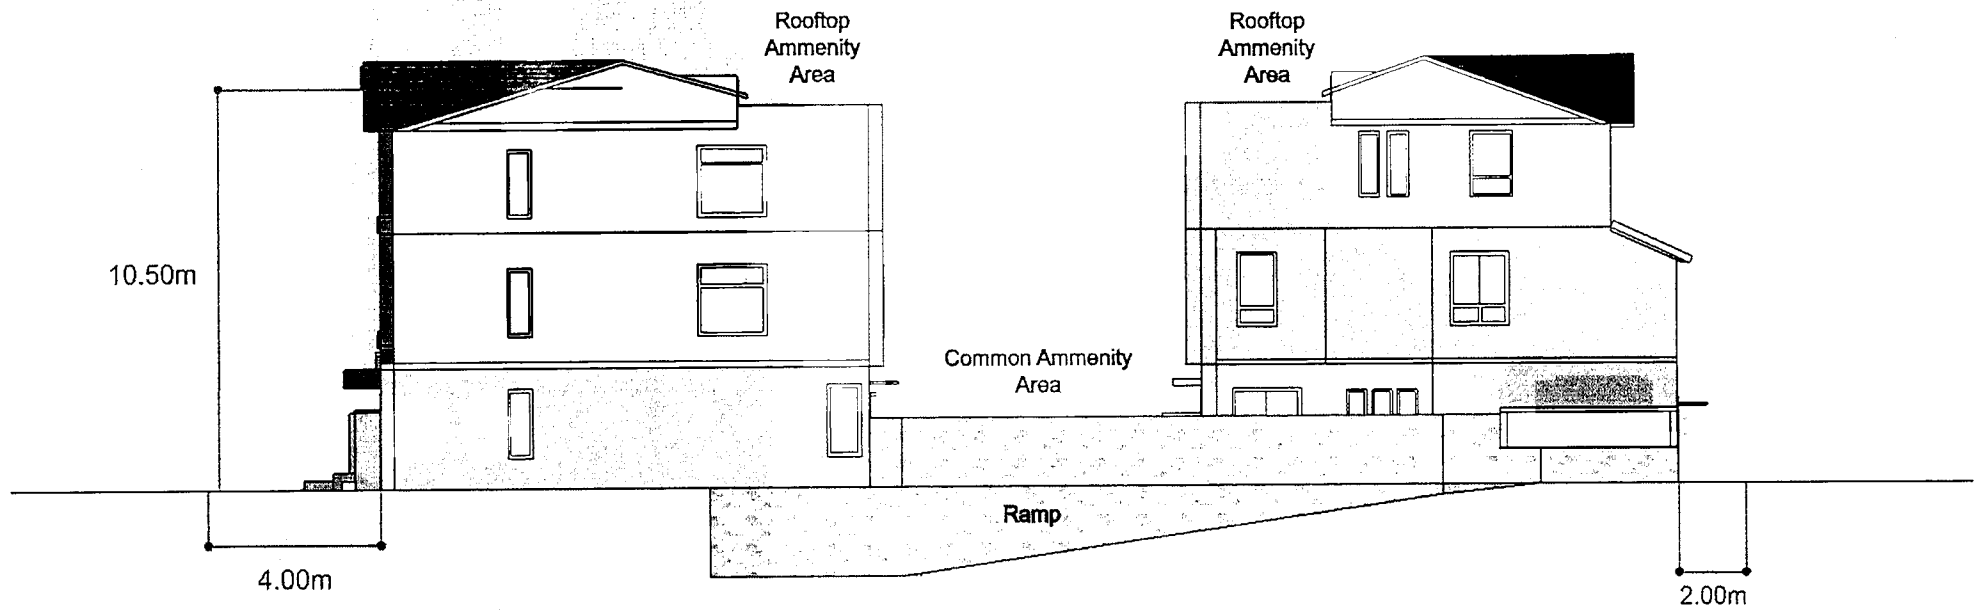 Rooftop
Ammenity
Area
Rooftop
Ammenity
Area
10.50m
Common Ammenity
Area
Ramp
4.00m
2.00m